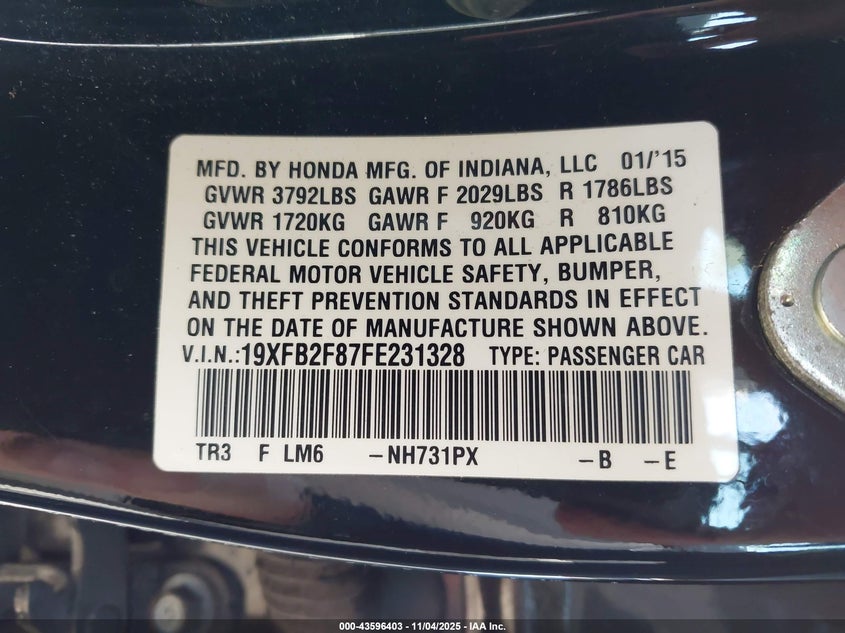 MFD. BY HONDA MFG. OF INDIANA, LLC 01/'15
GVWR 3792LBS GAWR F 2029LBS R 1786LBS
GVWR 1720KG GAWR F 920KG R 810KG
THIS VEHICLE CONFORMS TO ALL APPLICABLE
FEDERAL MOTOR VEHICLE SAFETY, BUMPER,
AND THEFT PREVENTION STANDARDS IN EFFECT
ON THE DATE OF MANUFACTURE SHOWN ABOVE.
V.I.N.:19XFB2F87FE231328 TYPE: PASSENGER CAR
TR3 F LM6 -NH731PX -B -E
000-43596403 - 11/04/2025 - IAA Inc.